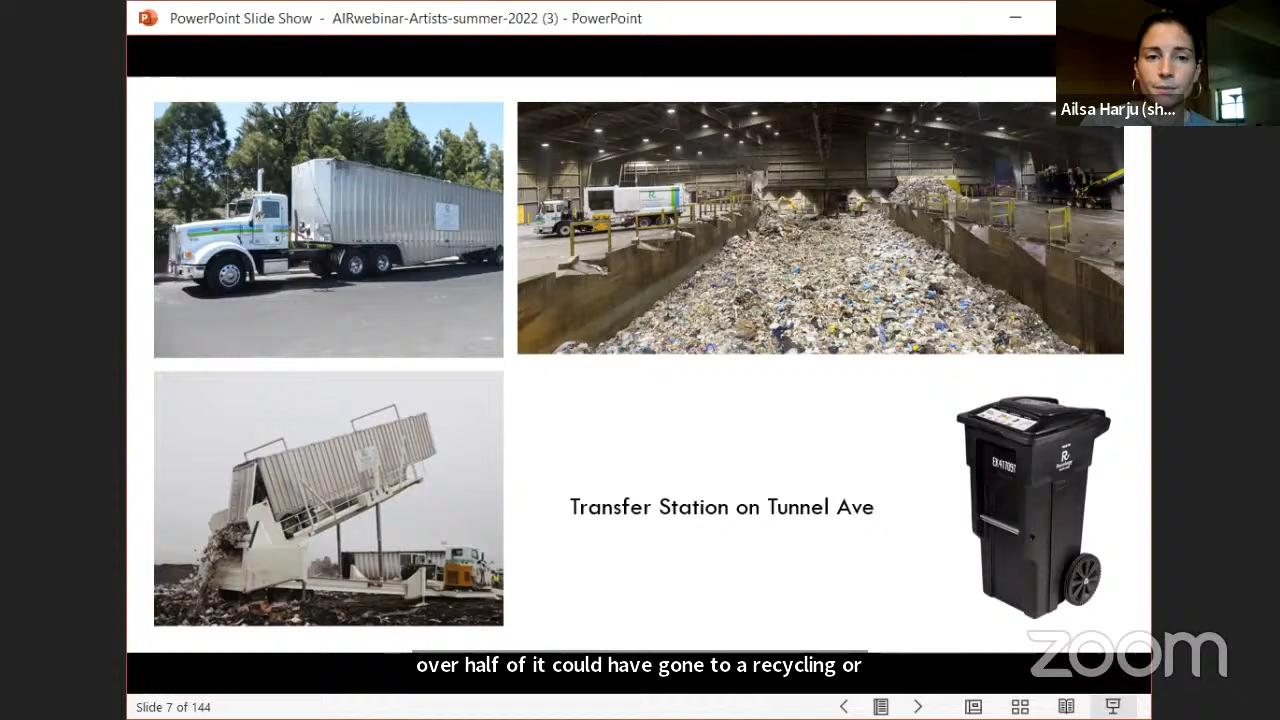 PowerPoint Slide Show - AIRwebinar-Artists-summer-2022 (3) - PowerPoint
Ailsa Harju (sh...
EX417097
Transfer Station on Tunnel Ave
over half of it could have gone to a recycling or
zoom
Slide 7 of 144